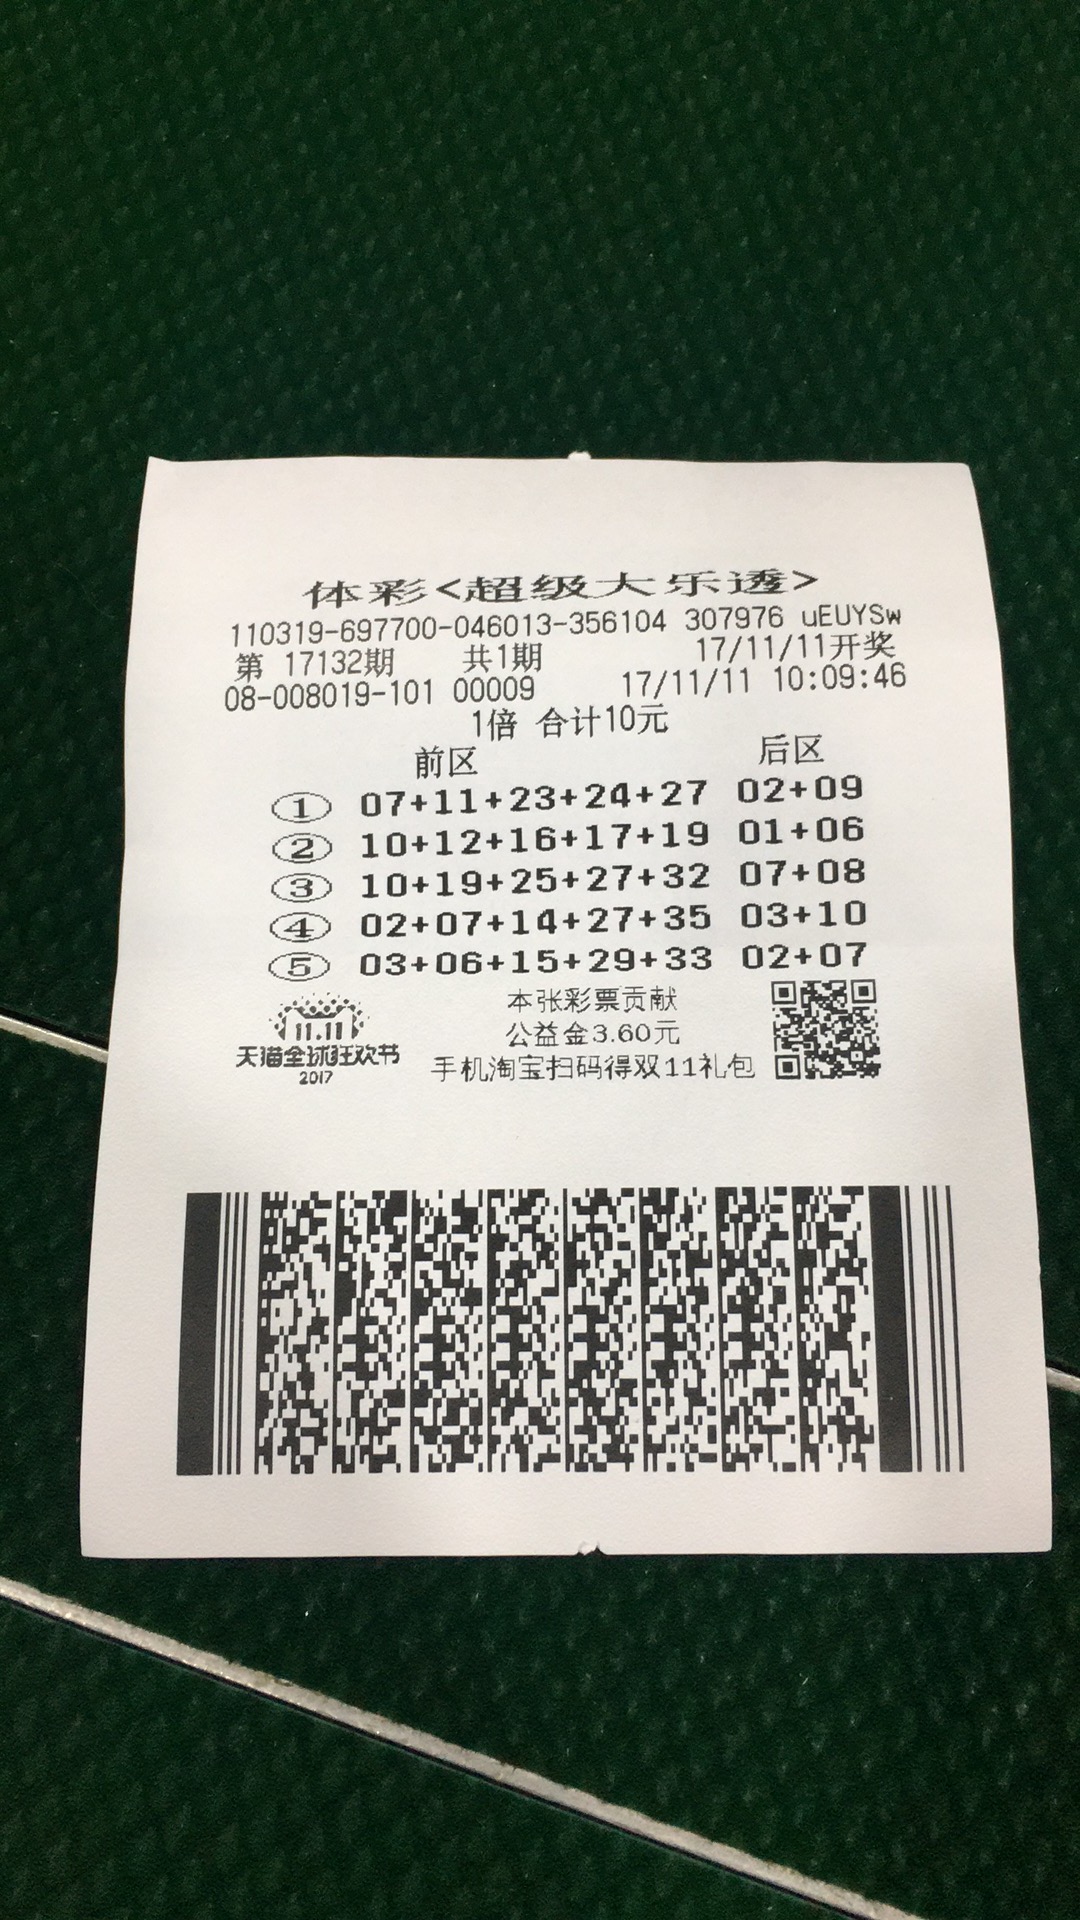 体彩<超级大乐透>
110319-697700-046013-356104 307976 uEUYSw
第 17132期 共1期 17/11/11开奖
08-008019-101 00009 17/11/11 10:09:46
1倍 合计10元
前区 后区
① 07+11+23+24+27 02+09
② 10+12+16+17+19 01+06
③ 10+19+25+27+32 07+08
④ 02+07+14+27+35 03+10
⑤ 03+06+15+29+33 02+07
本张彩票贡献
公益金3.60元
手机淘宝扫码得双11礼包
11.11
天猫全球狂欢节
2017